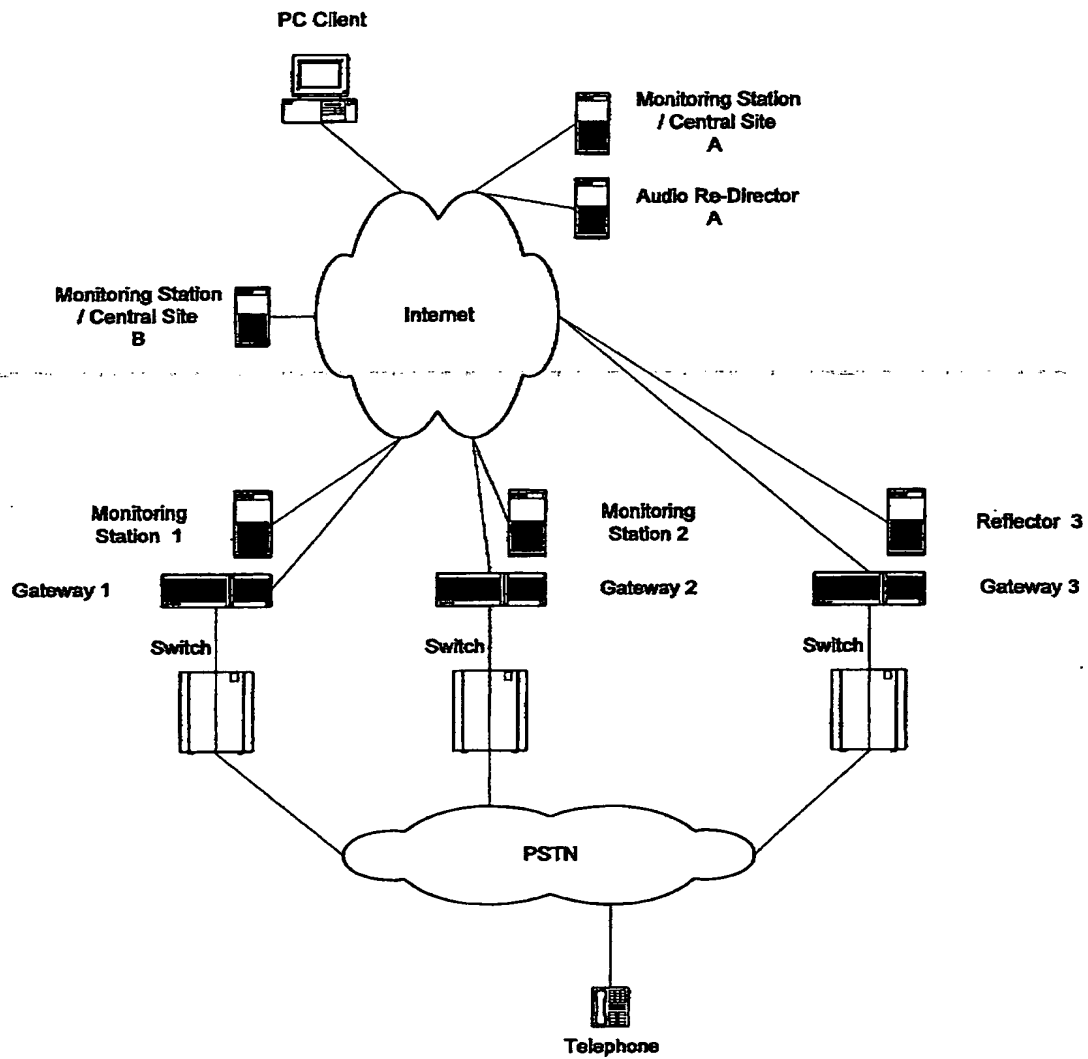 PC Client
Monitoring Station
/ Central Site
A
Audio Re-Director
A
Monitoring Station
/ Central Site
B
Internet
Monitoring
Station 1
Monitoring
Station 2
Reflector 3
Gateway 1
Gateway 2
Gateway 3
Switch
Switch
Switch
PSTN
Telephone